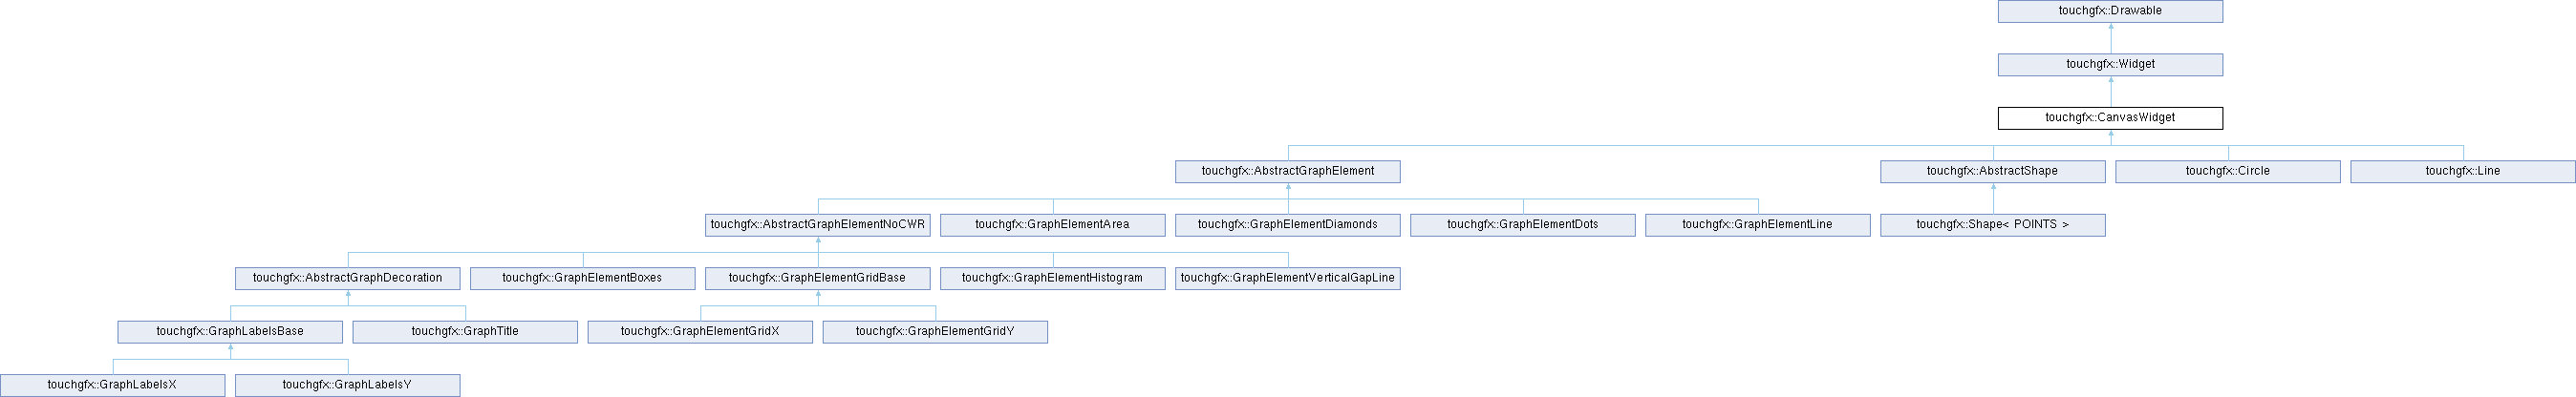 touchgfx::Drawable
touchgfx::Widget
touchgfx::CanvasWidget
touchgfx::AbstractGraphElement
touchgfx::AbstractShape
touchgfx::Circle
touchgfx::Line
touchgfx::AbstractGraphElementNoCWR
touchgfx::GraphElementArea
touchgfx::GraphElementDiamonds
touchgfx::GraphElementDots
touchgfx::GraphElementLine
touchgfx::Shape< POINTS >
touchgfx::AbstractGraphDecoration
touchgfx::GraphElementBoxes
touchgfx::GraphElementGridBase
touchgfx::GraphElementHistogram
touchgfx::GraphElementVerticalGapLine
touchgfx::GraphLabelsBase
touchgfx::GraphTitle
touchgfx::GraphElementGridX
touchgfx::GraphElementGridY
touchgfx::GraphLabelsX
touchgfx::GraphLabelsY